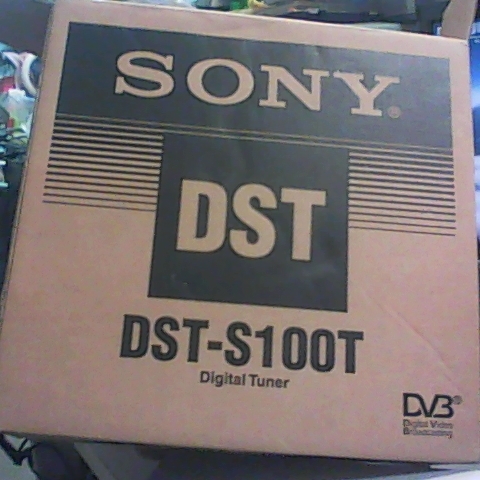 SONY®
DST
DST-S100T
Digital Tuner
DVB®
Digital Video
Broadcasting